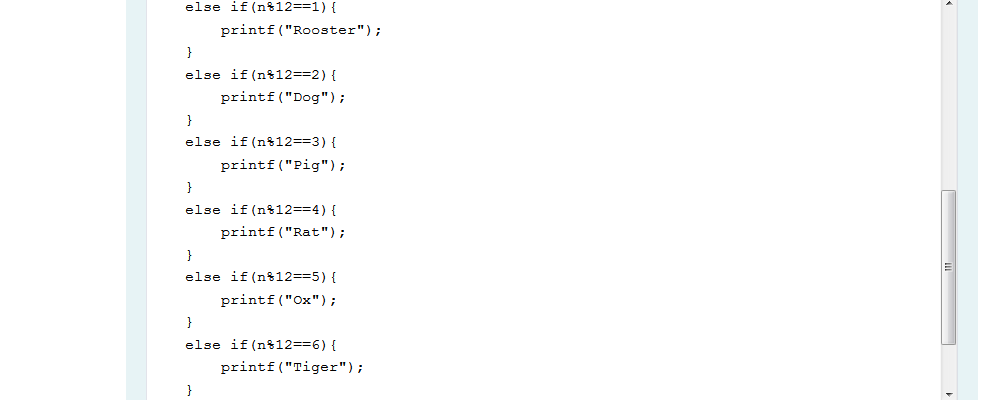 else if(n%12==1){
printf("Rooster");
}
else if(n%12==2){
printf("Dog");
}
else if(n%12==3){
printf("Pig");
}
else if(n%12==4){
printf("Rat");
}
else if(n%12==5){
printf("Ox");
}
else if(n%12==6){
printf("Tiger");
}